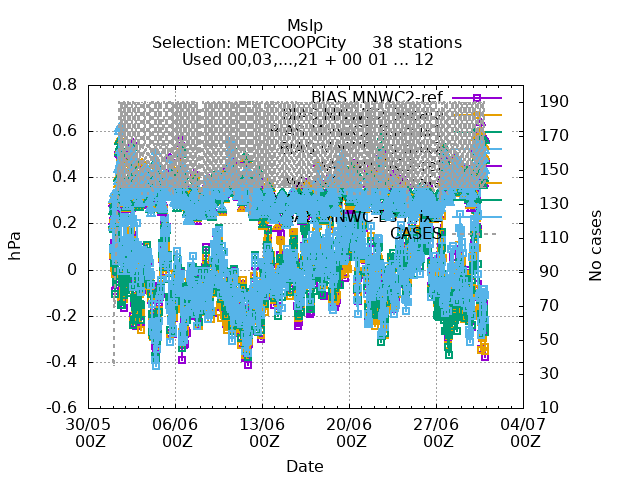 Mslp
Selection: METCOOPCity 38 stations
Used 00,03,...,21 + 00 01 ... 12
BIAS MNWC2-ref
CASES
0.8
0.6
0.4
0.2
0
-0.2
-0.4
-0.6
hPa
190
170
150
130
110
90
70
50
30
10
No cases
30/05 06/06 13/06 20/06 27/06 04/07
00Z 00Z 00Z 00Z 00Z 00Z
Date